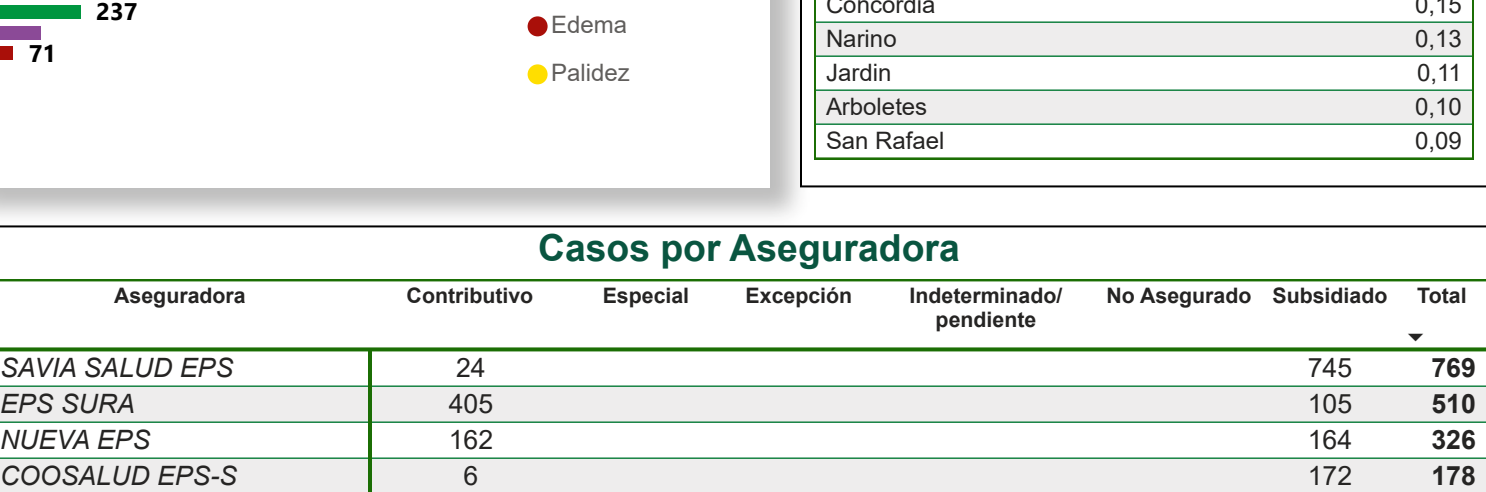 237
71
Edema
Palidez
Concordia 0,15
Narino 0,13
Jardin 0,11
Arboletes 0,10
San Rafael 0,09
Casos por Aseguradora
Aseguradora Contributivo Especial Excepción Indeterminado/ No Asegurado Subsidiado Total
pendiente
SAVIA SALUD EPS 24 745 769
EPS SURA 405 105 510
NUEVA EPS 162 164 326
COOSALUD EPS-S 6 172 178